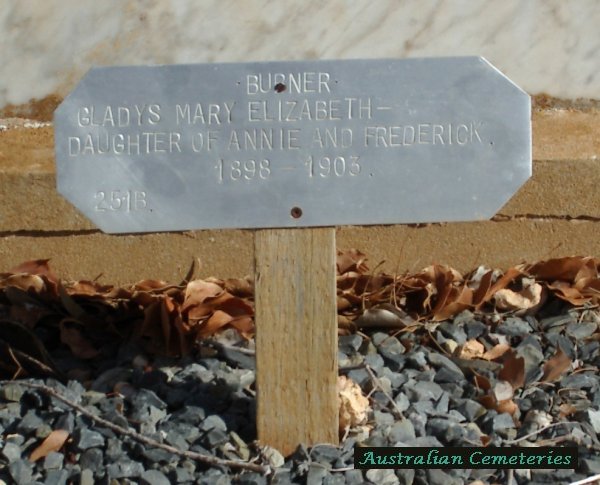 BURNER
GLADYS MARY ELIZABETH—
DAUGHTER OF ANNIE AND FREDERICK.
1898 – 1903.
251B.
Australian Cemeteries